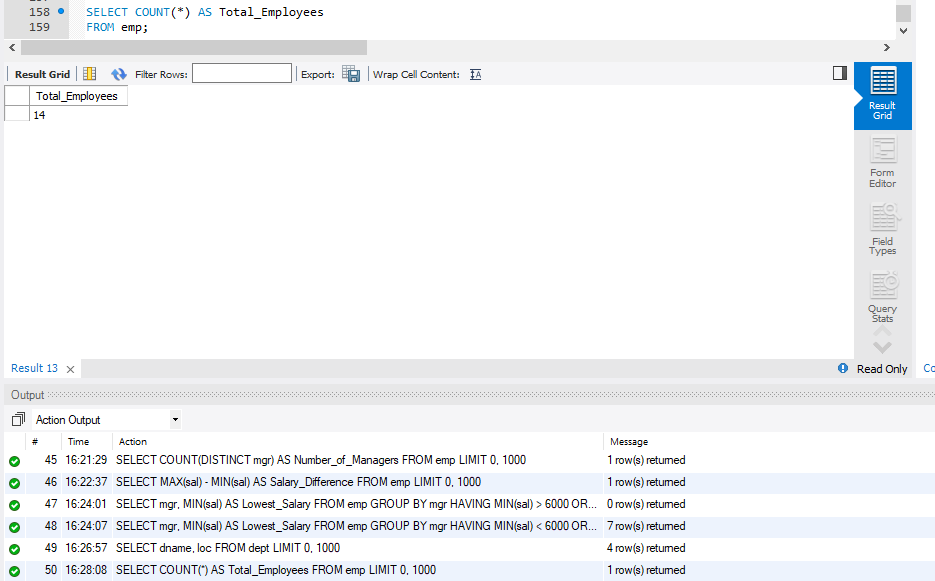 158 SELECT COUNT(*) AS Total_Employees
159 FROM emp;
Result Grid Filter Rows: Export: Wrap Cell Content: IA
Total_Employees
14
Result Grid
Form Editor
Field Types
Query Stats
Result 13 × Read Only Co
Output
Action Output
# Time Action Message
45 16:21:29 SELECT COUNT(DISTINCT mgr) AS Number_of_Managers FROM emp LIMIT 0, 1000 1 row(s) returned
46 16:22:37 SELECT MAX(sal) - MIN(sal) AS Salary_Difference FROM emp LIMIT 0, 1000 1 row(s) returned
47 16:24:01 SELECT mgr, MIN(sal) AS Lowest_Salary FROM emp GROUP BY mgr HAVING MIN(sal) > 6000 OR... 0 row(s) returned
48 16:24:07 SELECT mgr, MIN(sal) AS Lowest_Salary FROM emp GROUP BY mgr HAVING MIN(sal) < 6000 OR... 7 row(s) returned
49 16:26:57 SELECT dname, loc FROM dept LIMIT 0, 1000 4 row(s) returned
50 16:28:08 SELECT COUNT(*) AS Total_Employees FROM emp LIMIT 0, 1000 1 row(s) returned